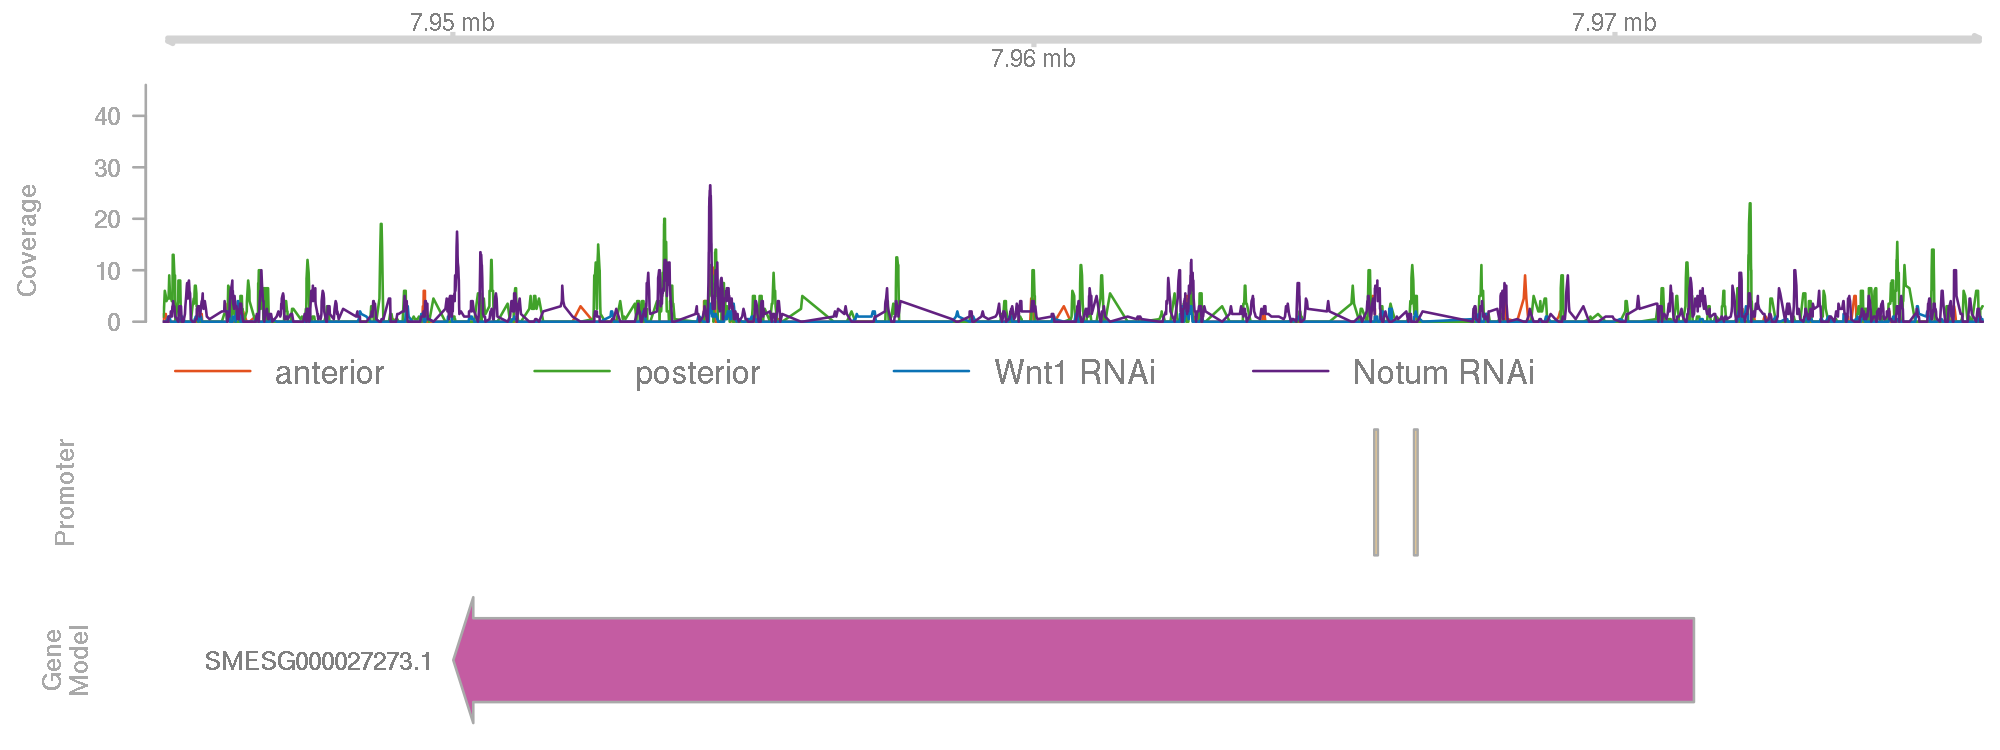 7.95 mb
7.97 mb
7.96 mb
Coverage
40
30
20
10
0
anterior
posterior
Wnt1 RNAi
Notum RNAi
Promoter
Gene
Model
SMESG000027273.1